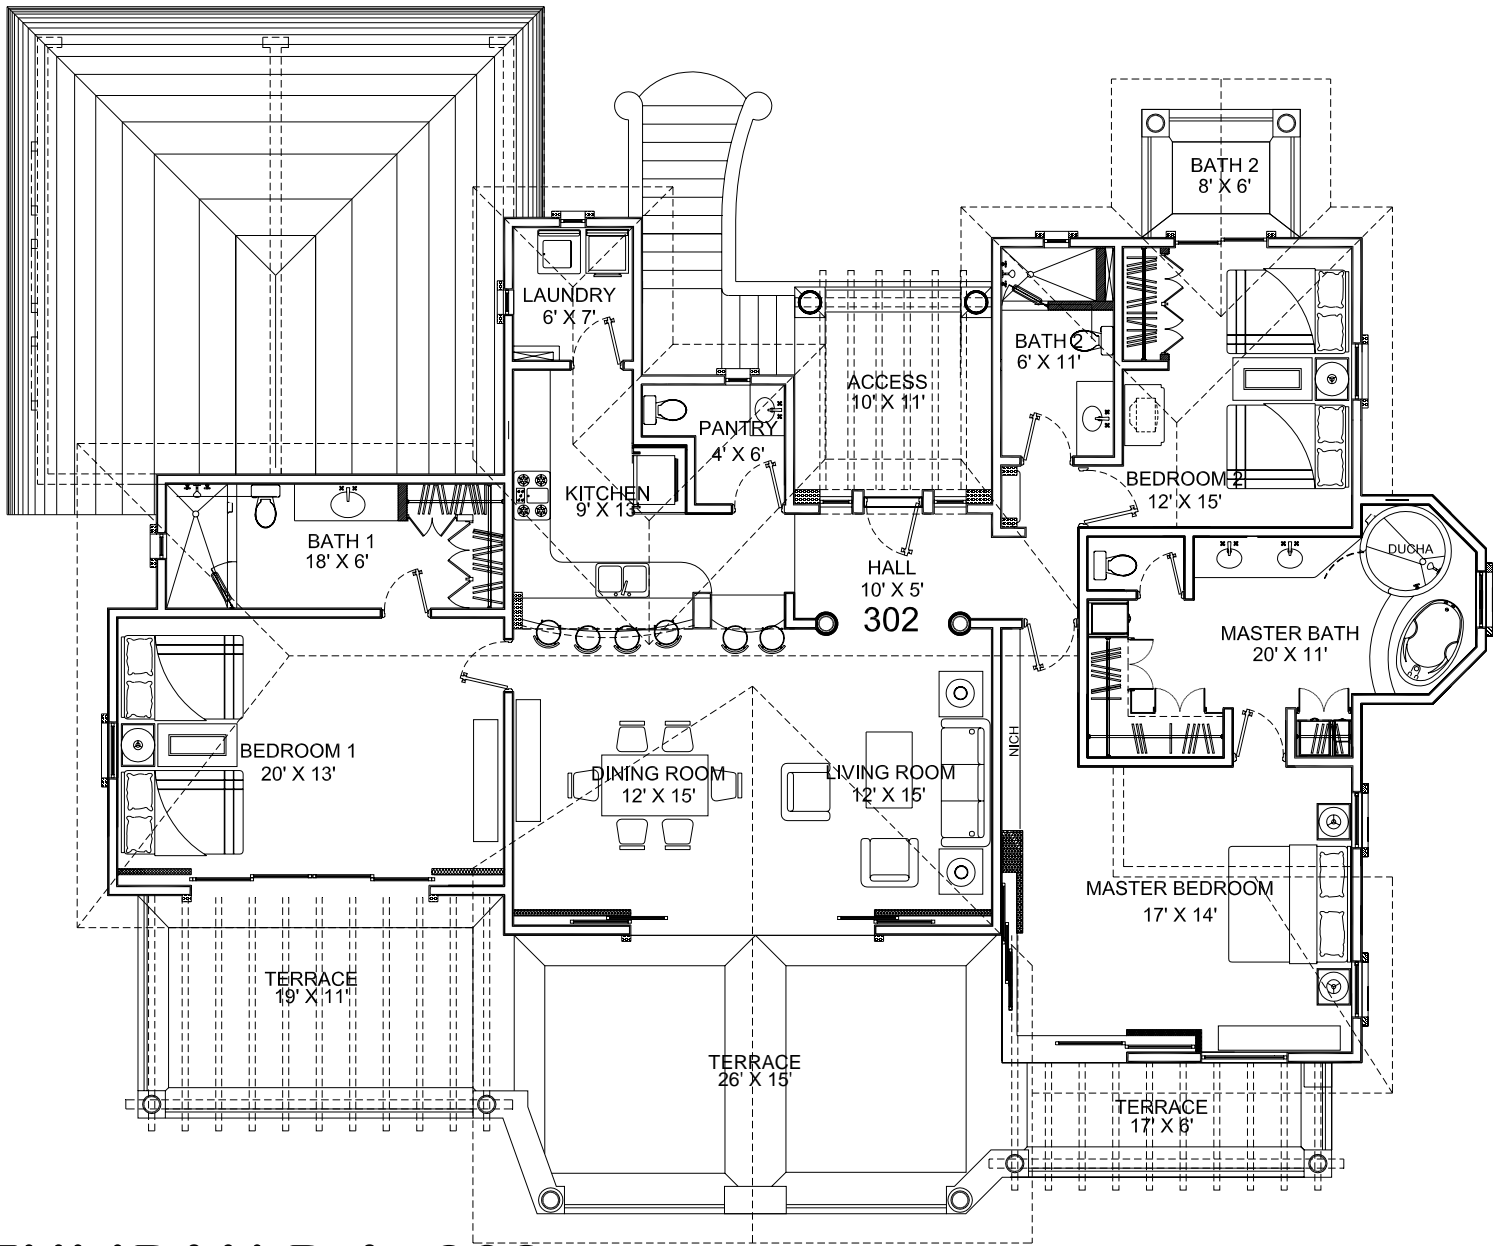 BATH 2
8' X 6'
LAUNDRY
6' X 7'
BATH 2
6' X 11'
ACCESS
10' X 11'
PANTRY
4' X 6'
BEDROOM 2
12' X 15'
KITCHEN
9' X 13'
BATH 1
18' X 6'
DUCHA
HALL
10' X 5'
302
MASTER BATH
20' X 11'
BEDROOM 1
20' X 13'
DINING ROOM
12' X 15'
LIVING ROOM
12' X 15'
NICH
MASTER BEDROOM
17' X 14'
TERRACE
19' X 11'
TERRACE
26' X 15'
TERRACE
17' X 6'